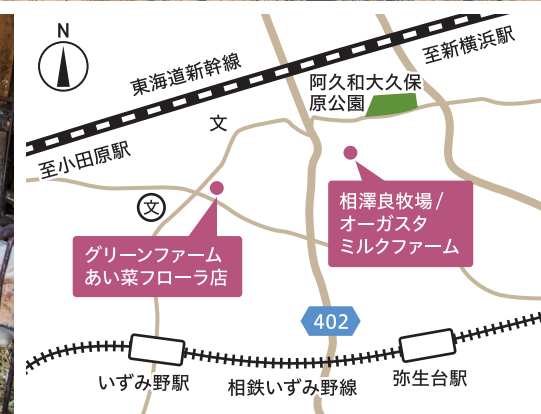 N
東海道新幹線
至新横浜駅
阿久和大久保
原公園
文
至小田原駅
文
相澤良牧場/
オーガスタ
ミルクファーム
グリーンファーム
あい菜フローラ店
402
いずみ野駅
相鉄いずみ野線
弥生台駅